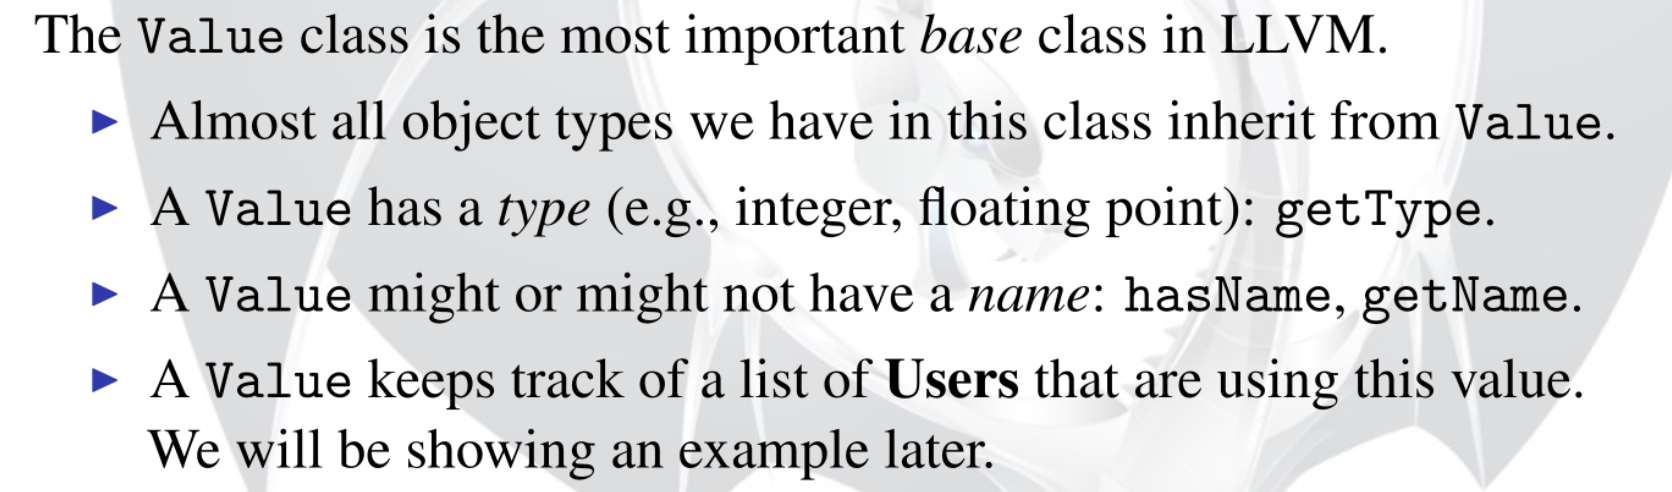 The Value class is the most important base class in LLVM.
▶ Almost all object types we have in this class inherit from Value.
▶ A Value has a type (e.g., integer, floating point): getType.
▶ A Value might or might not have a name: hasName, getName.
▶ A Value keeps track of a list of Users that are using this value.
We will be showing an example later.